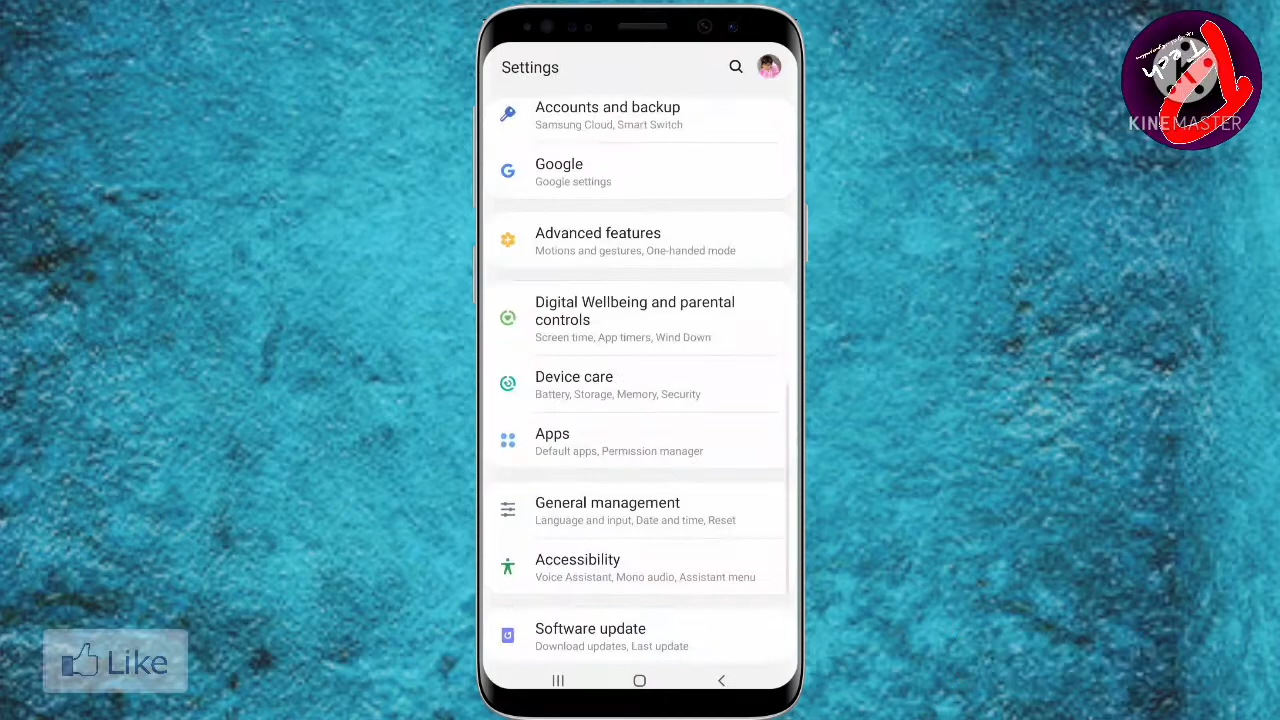 Settings
Accounts and backup
Samsung Cloud, Smart Switch
Google
Google settings
Advanced features
Motions and gestures, One-handed mode
Digital Wellbeing and parental
controls
Screen time, App timers, Wind Down
Device care
Battery, Storage, Memory, Security
Apps
Default apps, Permission manager
General management
Language and input, Date and time, Reset
Accessibility
Voice Assistant, Mono audio, Assistant menu
Software update
Download updates, Last update
Tech
KINEMASTER
Like